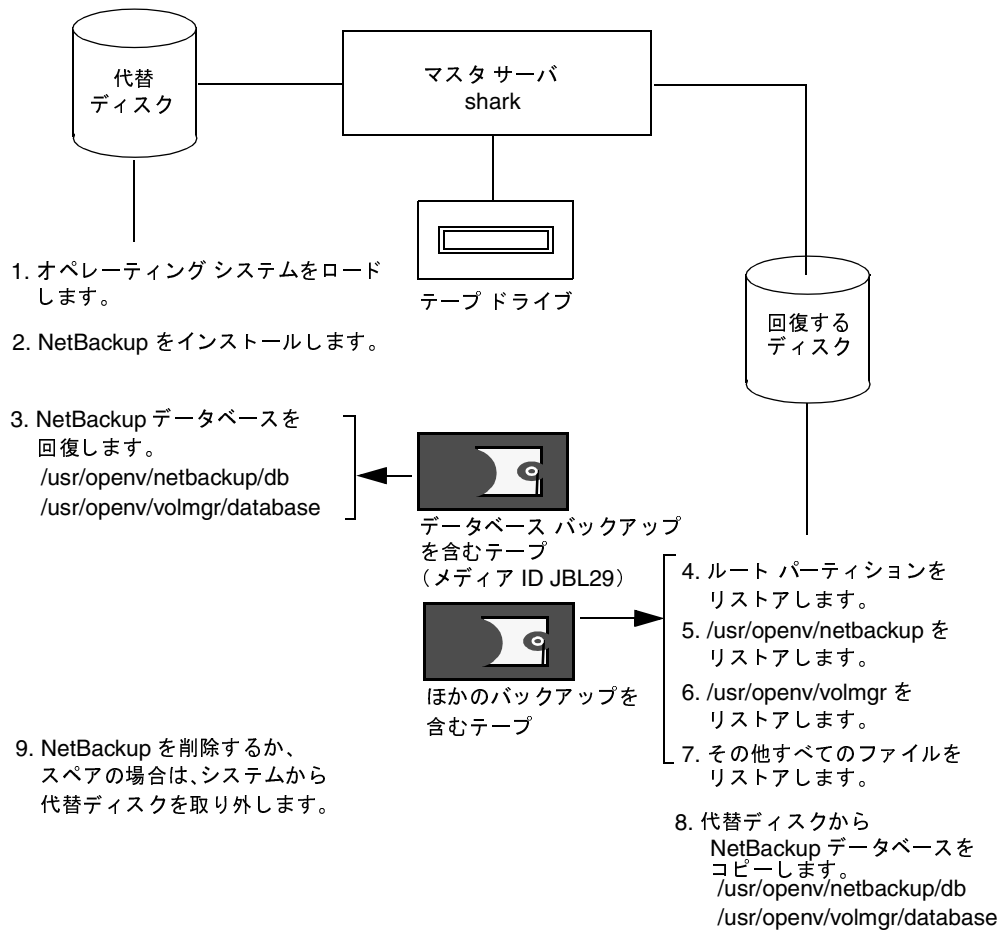 代替
ディスク
マスタ サーバ
shark
テープ ドライブ
回復する
ディスク
1. オペレーティング システムをロード
します。
2. NetBackup をインストールします。
3. NetBackup データベースを
回復します。
/usr/openv/netbackup/db
/usr/openv/volmgr/database
データベース バックアップ
を含むテープ
（メディア ID JBL29）
ほかのバックアップを
含むテープ
4. ルート パーティションを
リストアします。
5. /usr/openv/netbackup を
リストアします。
6. /usr/openv/volmgr を
リストアします。
7. その他すべてのファイルを
リストアします。
8. 代替ディスクから
NetBackup データベースを
コピーします。
/usr/openv/netbackup/db
/usr/openv/volmgr/database
9. NetBackup を削除するか、
スペアの場合は、システムから
代替ディスクを取り外します。